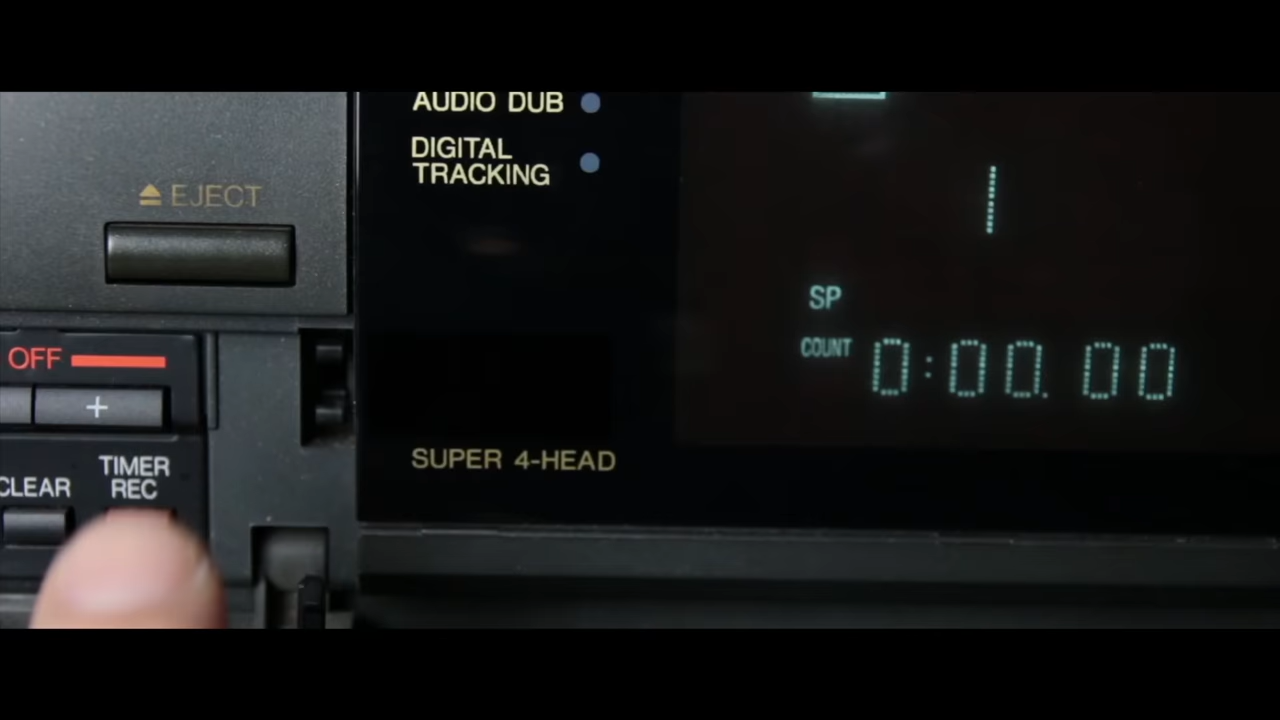 AUDIO DUB
DIGITAL
TRACKING
EJECT
SP
COUNT 0:00.00
OFF
+
TIMER
REC
CLEAR
SUPER 4-HEAD